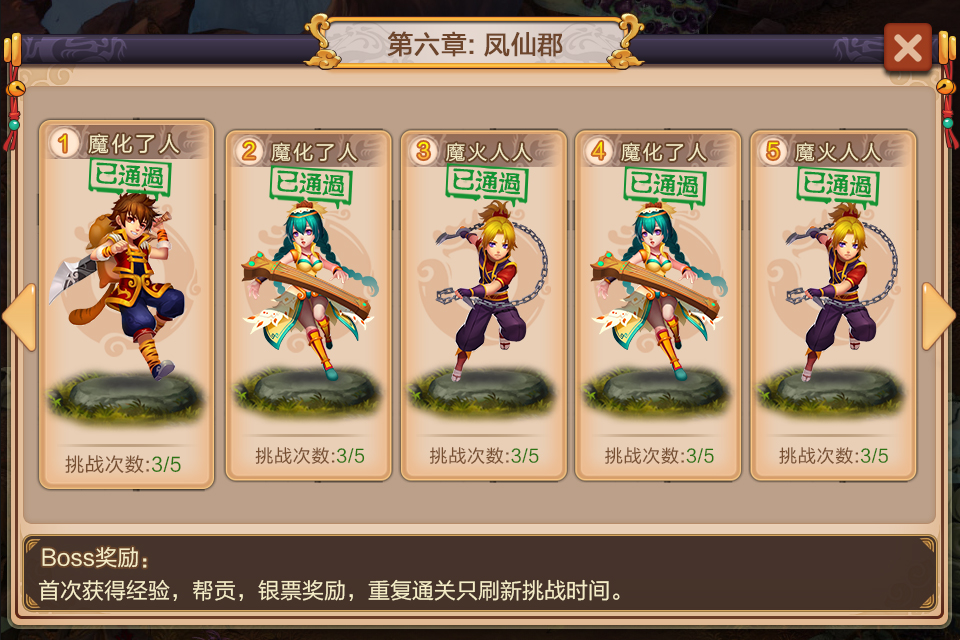 第六章: 凤仙郡
1 魔化了人
已通過
挑战次数:3/5
2 魔化了人
已通過
挑战次数:3/5
3 魔火人人
已通過
挑战次数:3/5
4 魔化了人
已通過
挑战次数:3/5
5 魔火人人
已通過
挑战次数:3/5
Boss奖励：
首次获得经验，帮贡，银票奖励，重复通关只刷新挑战时间。